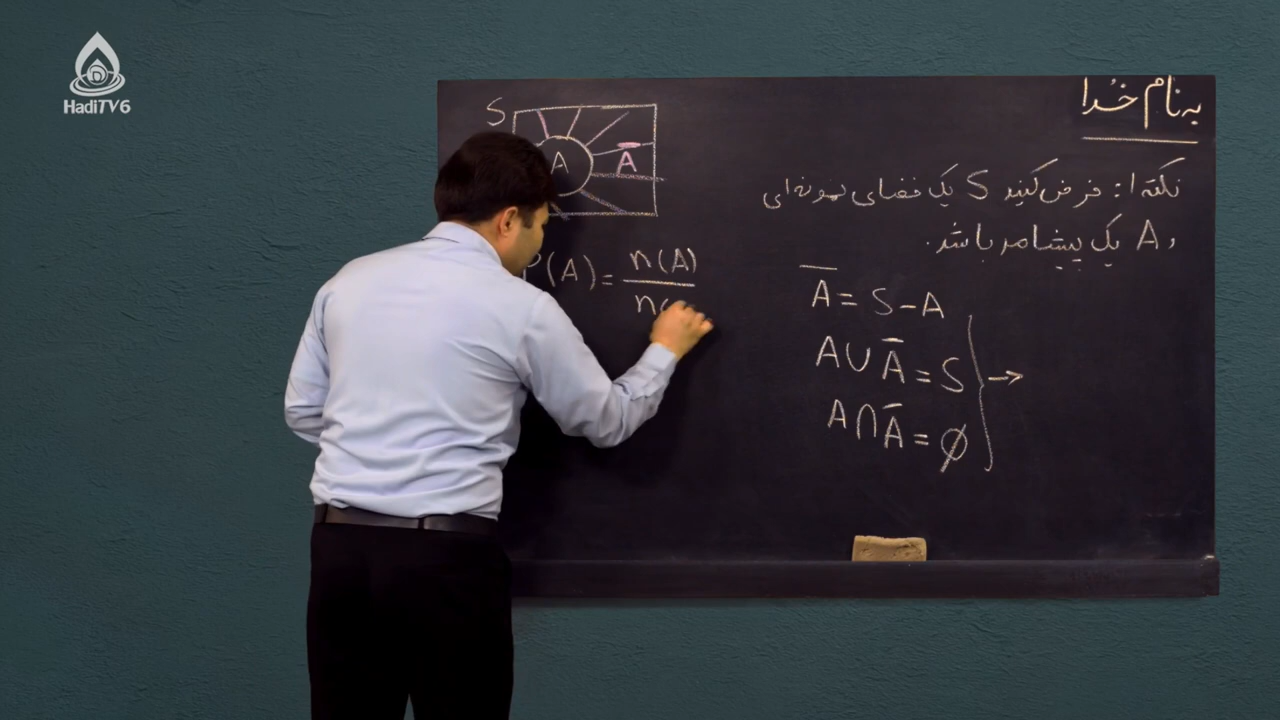 HadiTV6
به نام خدا
نکته ۱: فرض کنید S یک فضای نمونه‌ای
و A یک پیشامد باشد.
Ā = S - A
A ∪ Ā = S
A ∩ Ā = ∅
→
S
A
Ā
P(A) = n(A) / n(